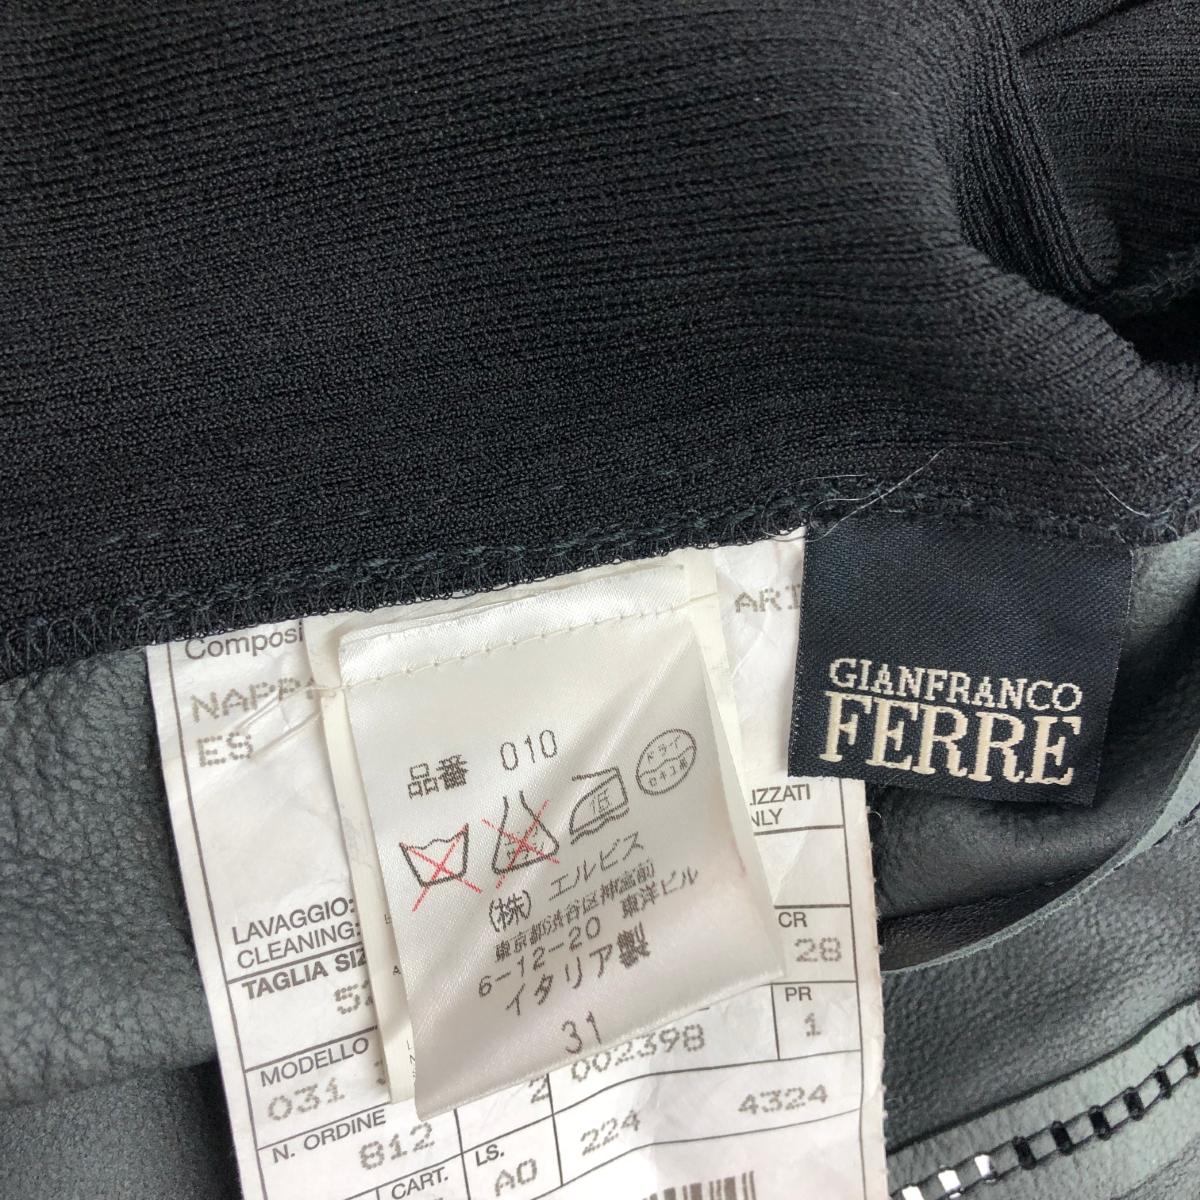 Composi
NAPPA
ES
ARI
GIANFRANCO
FERRE
品番 010
低
ドライ
セキユ系
(株) エルビス
東京都渋谷区神宮前
6-12-20 東洋ビル
イタリア製
31
LIZZATI
NLY
LAVAGGIO:
CLEANING:
TAGLIA SIZ
CR
28
PR
1
MODELLO
031
2
002398
N. ORDINE
812
CART.
LS.
A0
224
4324